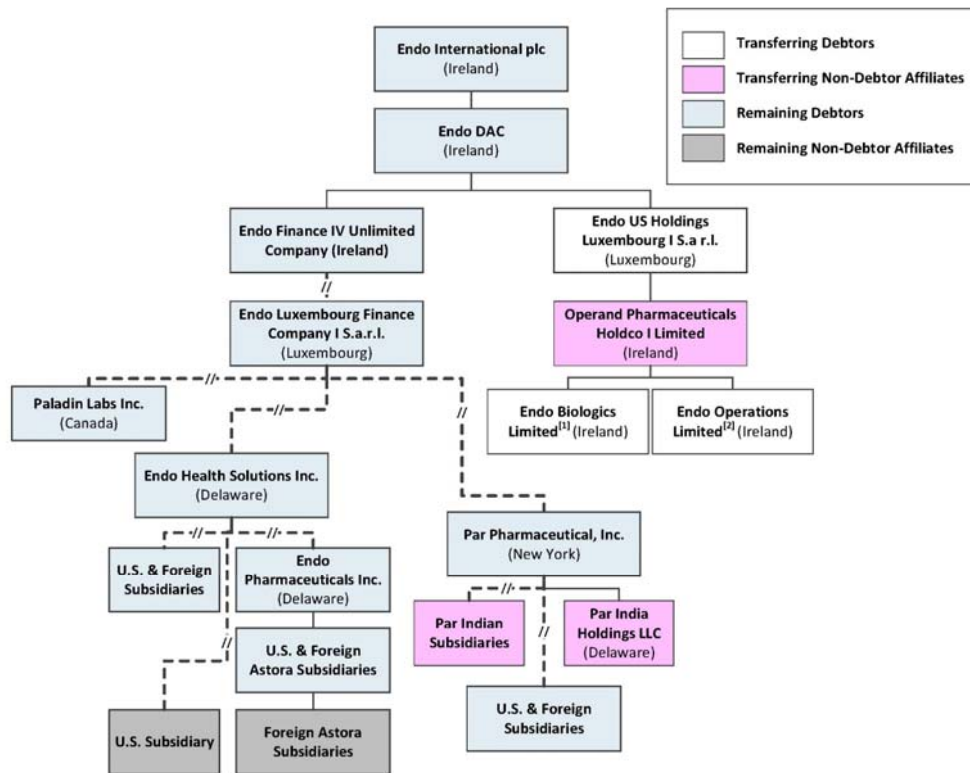 Endo International plc
(Ireland)
Transferring Debtors
Transferring Non-Debtor Affiliates
Remaining Debtors
Remaining Non-Debtor Affiliates
Endo DAC
(Ireland)
Endo Finance IV Unlimited
Company (Ireland)
Endo US Holdings
Luxembourg I S.a r.l.
(Luxembourg)
//
Endo Luxembourg Finance
Company I S.a.r.l.
(Luxembourg)
Operand Pharmaceuticals
Holdco I Limited
(Ireland)
//
//
//
Paladin Labs Inc.
(Canada)
Endo Biologics
Limited[1] (Ireland)
Endo Operations
Limited[2] (Ireland)
Endo Health Solutions Inc.
(Delaware)
//
//
//
U.S. & Foreign
Subsidiaries
Endo
Pharmaceuticals Inc.
(Delaware)
Par Pharmaceutical, Inc.
(New York)
//
//
Par Indian
Subsidiaries
Par India
Holdings LLC
(Delaware)
U.S. & Foreign
Astora Subsidiaries
U.S. & Foreign
Subsidiaries
U.S. Subsidiary
Foreign Astora
Subsidiaries